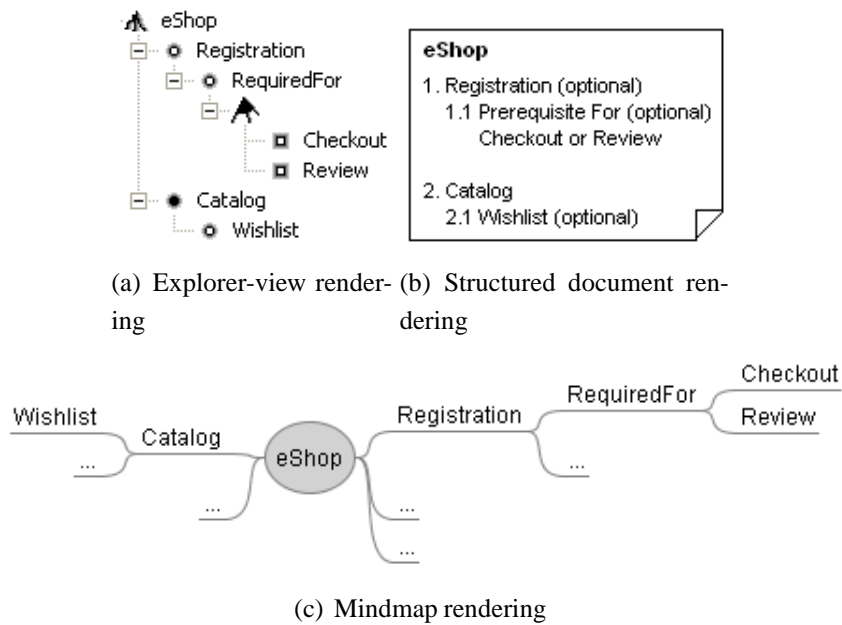 eShop
Registration
RequiredFor
Checkout
Review
Catalog
Wishlist
eShop
1. Registration (optional)
1.1 Prerequisite For (optional)
Checkout or Review
2. Catalog
2.1 Wishlist (optional)
(a) Explorer-view render-
ing
(b) Structured document ren-
dering
Checkout
RequiredFor
Wishlist
Registration
Review
Catalog
eShop
...
...
...
...
...
(c) Mindmap rendering